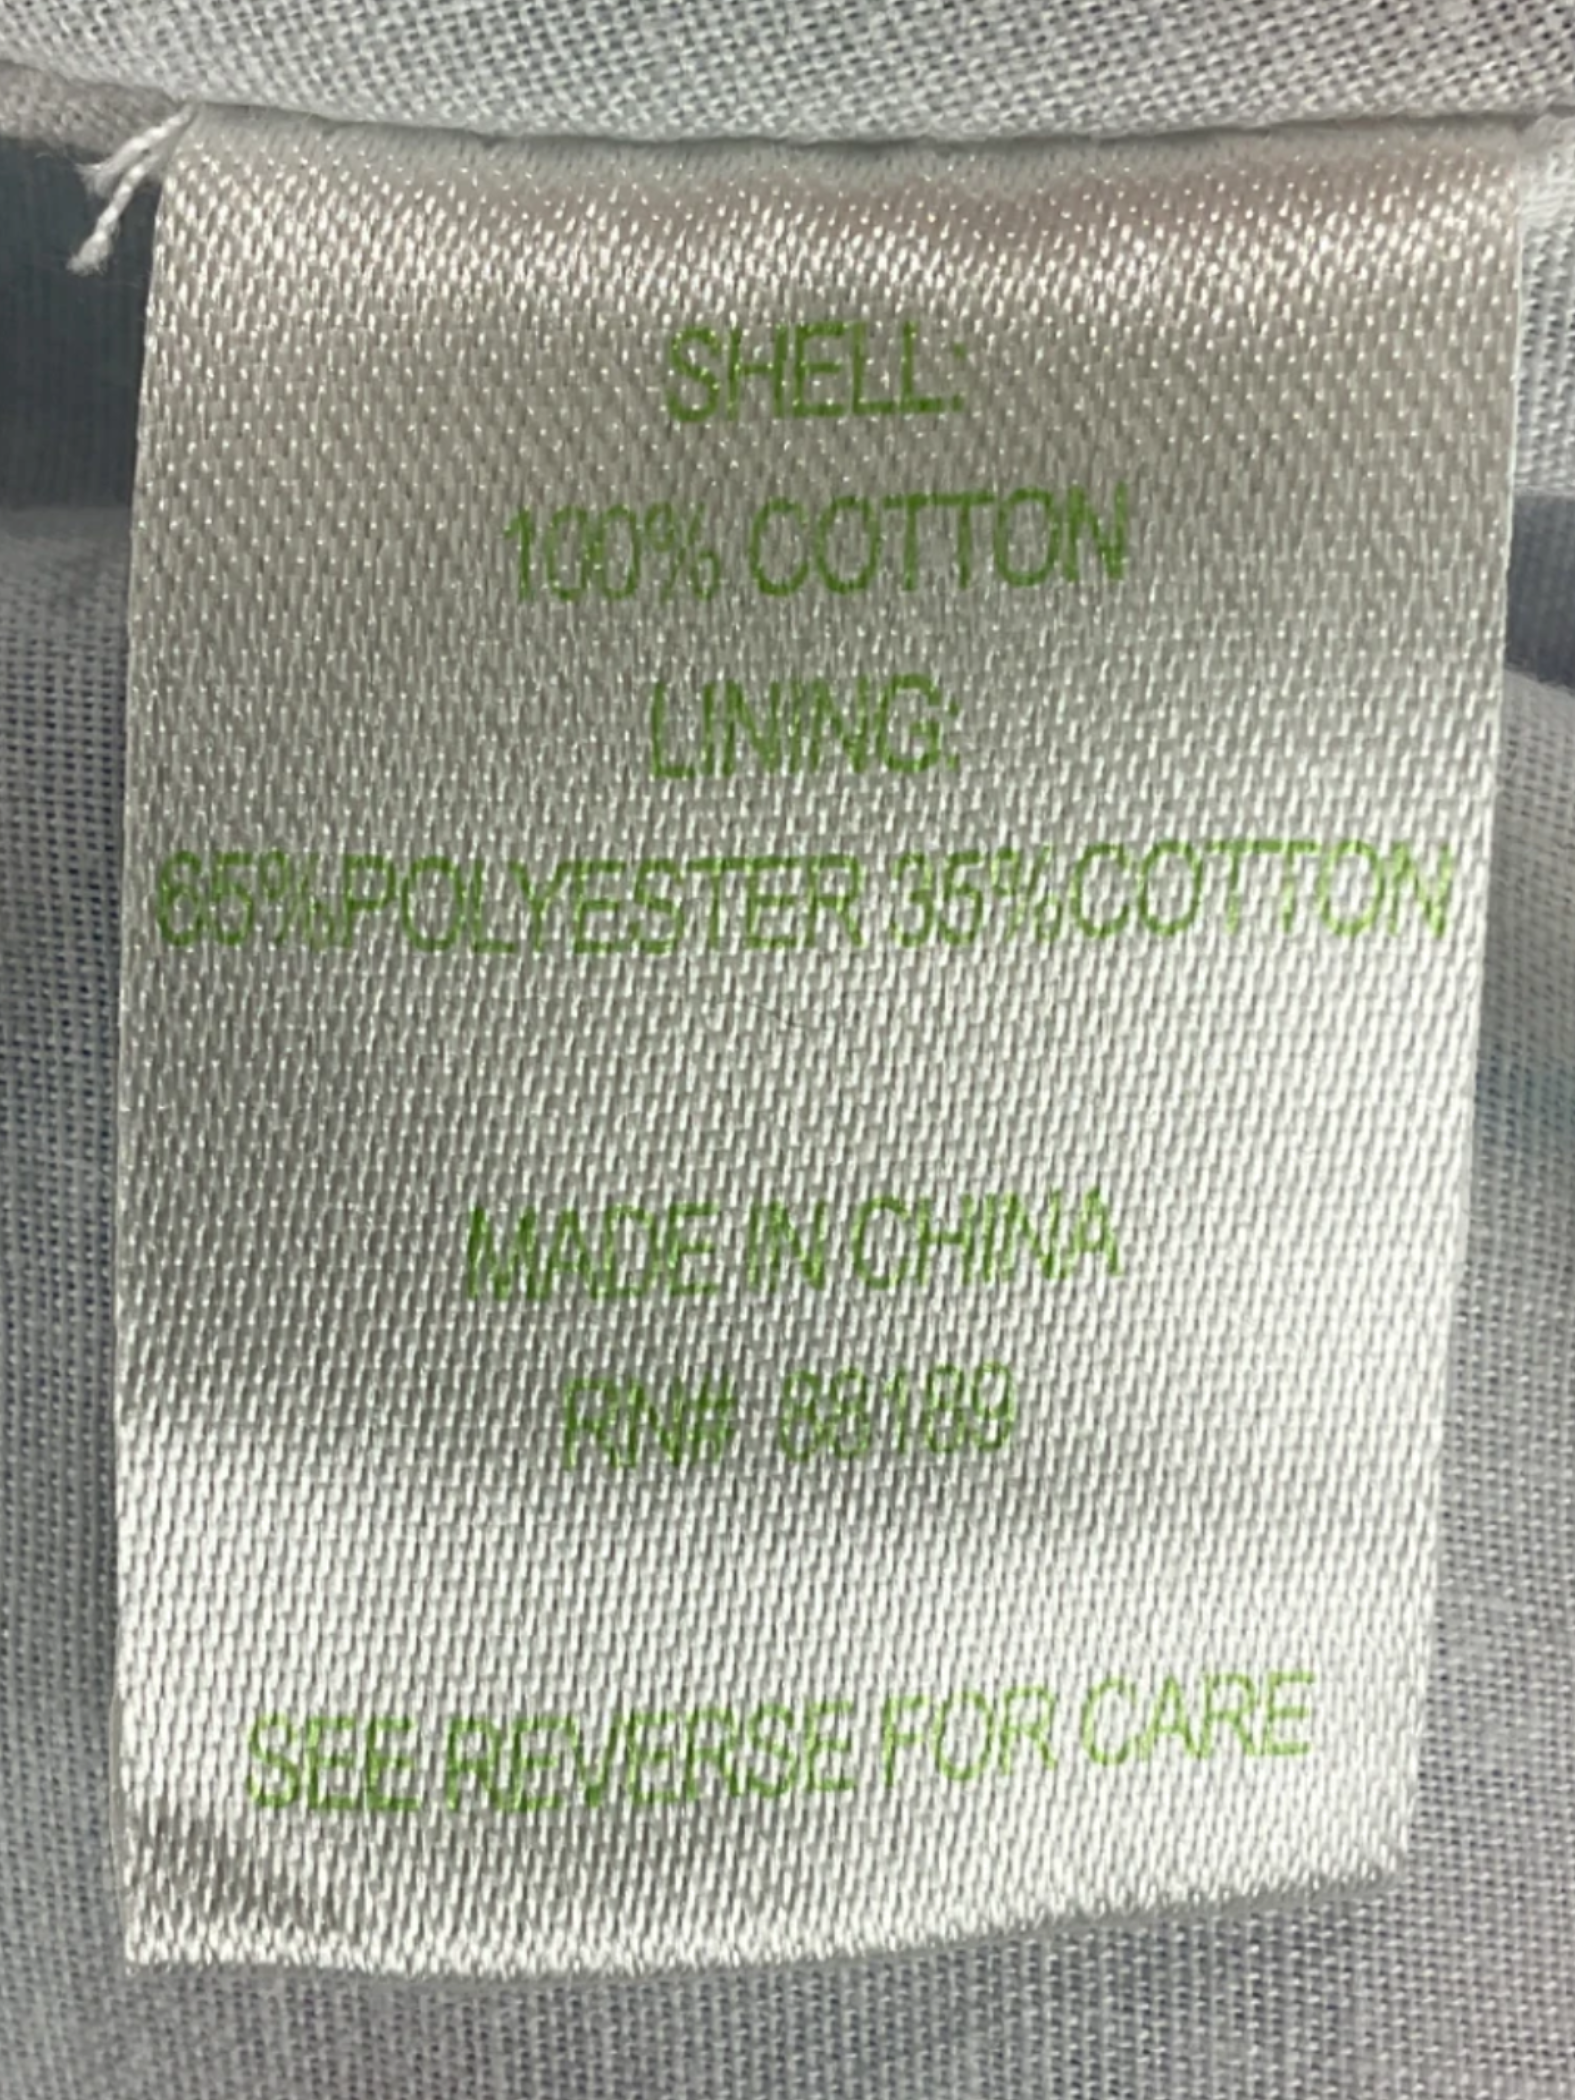 SHELL:
100% COTTON
LINING:
65%POLYESTER 35%COTTON
MADE IN CHINA
RN# 88189
SEE REVERSE FOR CARE